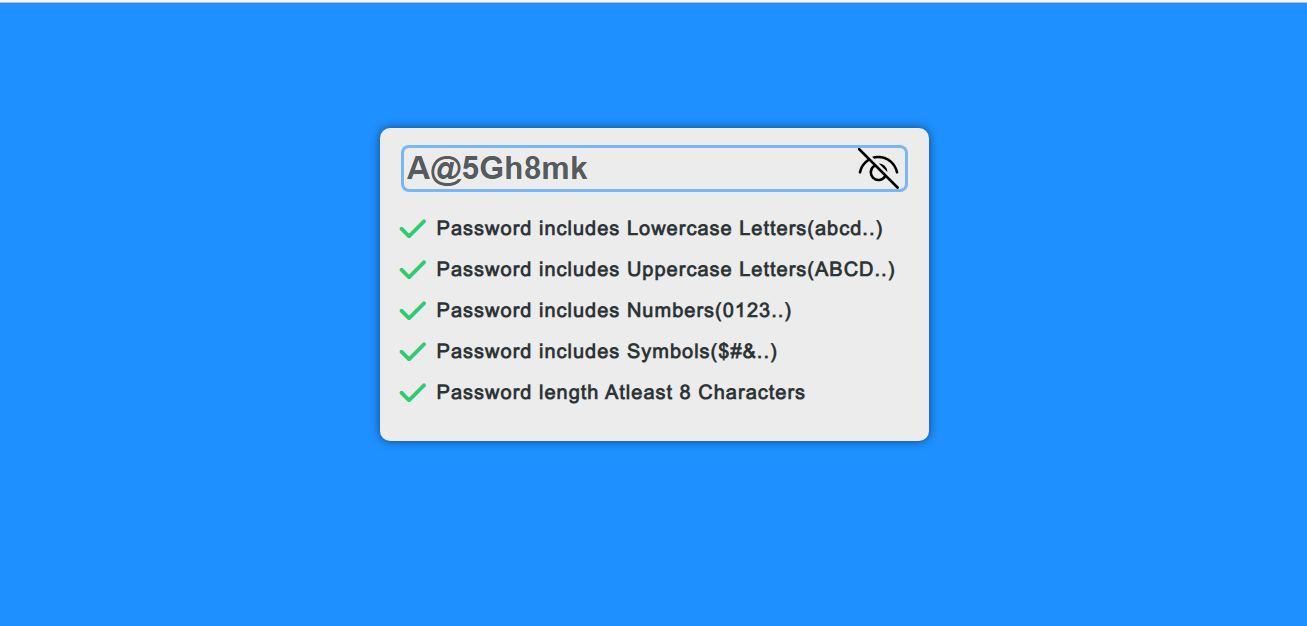 A@5Gh8mk
Password includes Lowercase Letters(abcd..)
Password includes Uppercase Letters(ABCD..)
Password includes Numbers(0123..)
Password includes Symbols($#&..)
Password length Atleast 8 Characters